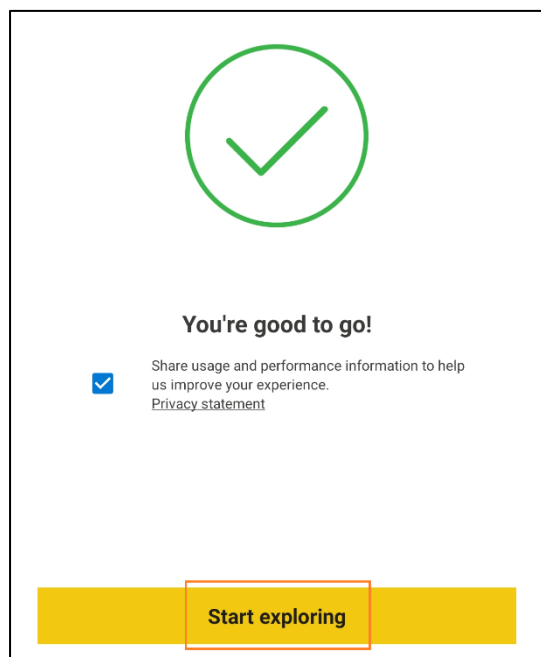 You're good to go!
Share usage and performance information to help
us improve your experience.
Privacy statement
Start exploring